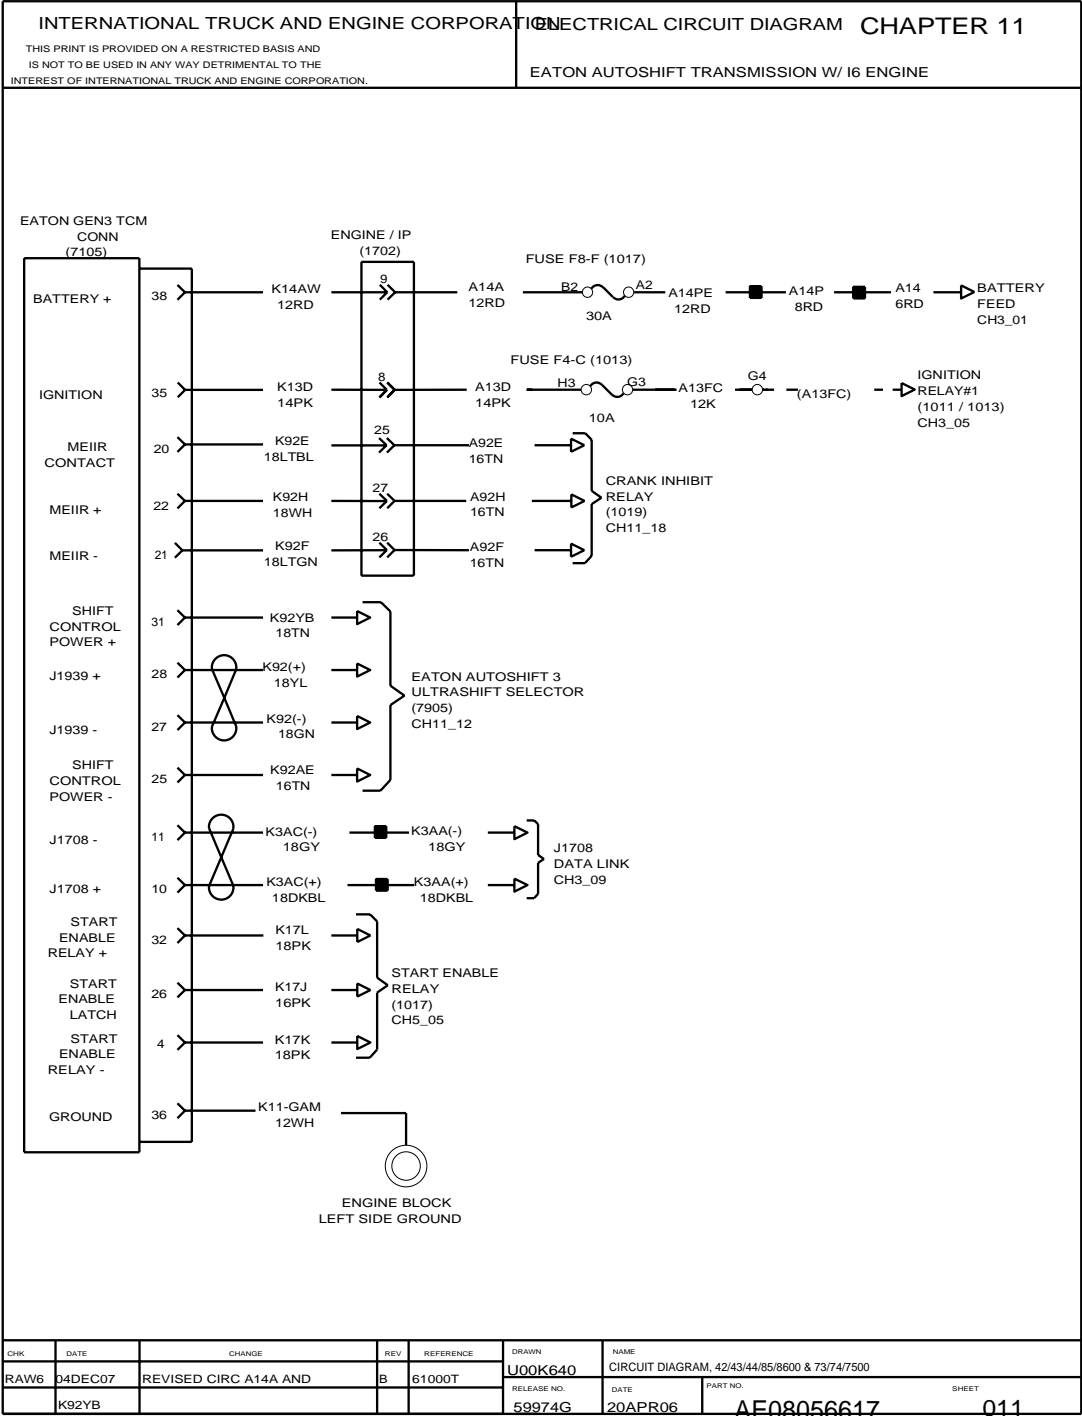 INTERNATIONAL TRUCK AND ENGINE CORPORATION
THIS PRINT IS PROVIDED ON A RESTRICTED BASIS AND
IS NOT TO BE USED IN ANY WAY DETRIMENTAL TO THE
INTEREST OF INTERNATIONAL TRUCK AND ENGINE CORPORATION.
ELECTRICAL CIRCUIT DIAGRAM CHAPTER 11
EATON AUTOSHIFT TRANSMISSION W/ I6 ENGINE
EATON GEN3 TCM
CONN
(7105)
ENGINE / IP
(1702)
FUSE F8-F (1017)
BATTERY +
38
K14AW
12RD
9
A14A
12RD
B2
A2
30A
A14PE
12RD
A14P
8RD
A14
6RD
BATTERY
FEED
CH3_01
FUSE F4-C (1013)
IGNITION
35
K13D
14PK
8
A13D
14PK
H3
G3
10A
A13FC
12K
G4
(A13FC)
IGNITION
RELAY#1
(1011 / 1013)
CH3_05
MEIIR
CONTACT
20
K92E
18LTBL
25
A92E
16TN
MEIIR +
22
K92H
18WH
27
A92H
16TN
MEIIR -
21
K92F
18LTGN
26
A92F
16TN
CRANK INHIBIT
RELAY
(1019)
CH11_18
SHIFT
CONTROL
POWER +
31
K92YB
18TN
J1939 +
28
K92(+)
18YL
J1939 -
27
K92(-)
18GN
SHIFT
CONTROL
POWER -
25
K92AE
16TN
EATON AUTOSHIFT 3
ULTRASHIFT SELECTOR
(7905)
CH11_12
J1708 -
11
K3AC(-)
18GY
K3AA(-)
18GY
J1708 +
10
K3AC(+)
18DKBL
K3AA(+)
18DKBL
J1708
DATA LINK
CH3_09
START
ENABLE
RELAY +
32
K17L
18PK
START
ENABLE
LATCH
26
K17J
16PK
START
ENABLE
RELAY -
4
K17K
18PK
START ENABLE
RELAY
(1017)
CH5_05
GROUND
36
K11-GAM
12WH
ENGINE BLOCK
LEFT SIDE GROUND
CHK DATE CHANGE REV REFERENCE
RAW6 04DEC07 REVISED CIRC A14A AND B 61000T
K92YB
DRAWN
U00K640
NAME
CIRCUIT DIAGRAM, 42/43/44/85/8600 & 73/74/7500
RELEASE NO.
59974G
DATE
20APR06
PART NO.
AE08056617
SHEET
011